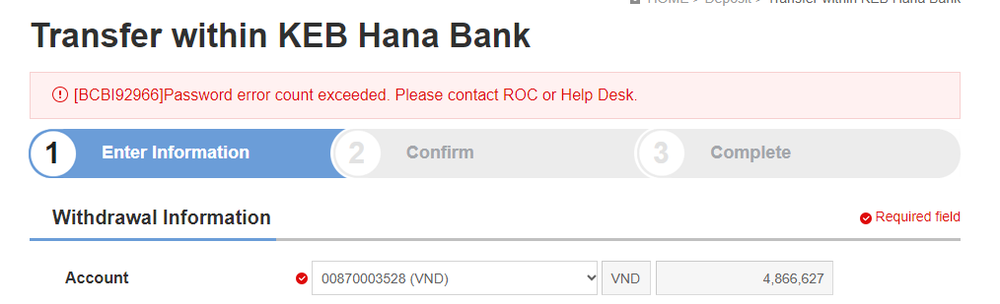 HOME > Deposit > Transfer within KEB Hana Bank
Transfer within KEB Hana Bank
[BCBI92966]Password error count exceeded. Please contact ROC or Help Desk.
1 Enter Information 2 Confirm 3 Complete
Withdrawal Information Required field
Account 00870003528 (VND) VND 4,866,627